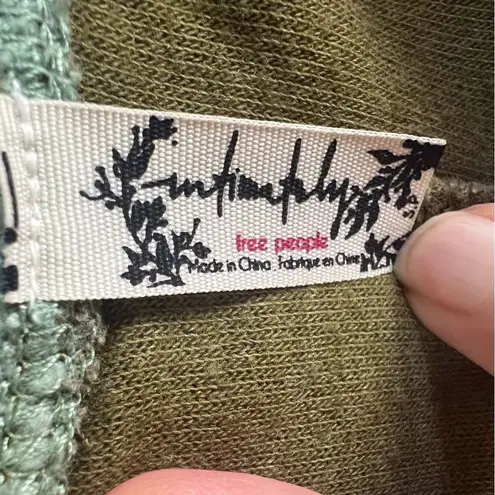 intimately
free people
Made in China. Fabriqué en Chine